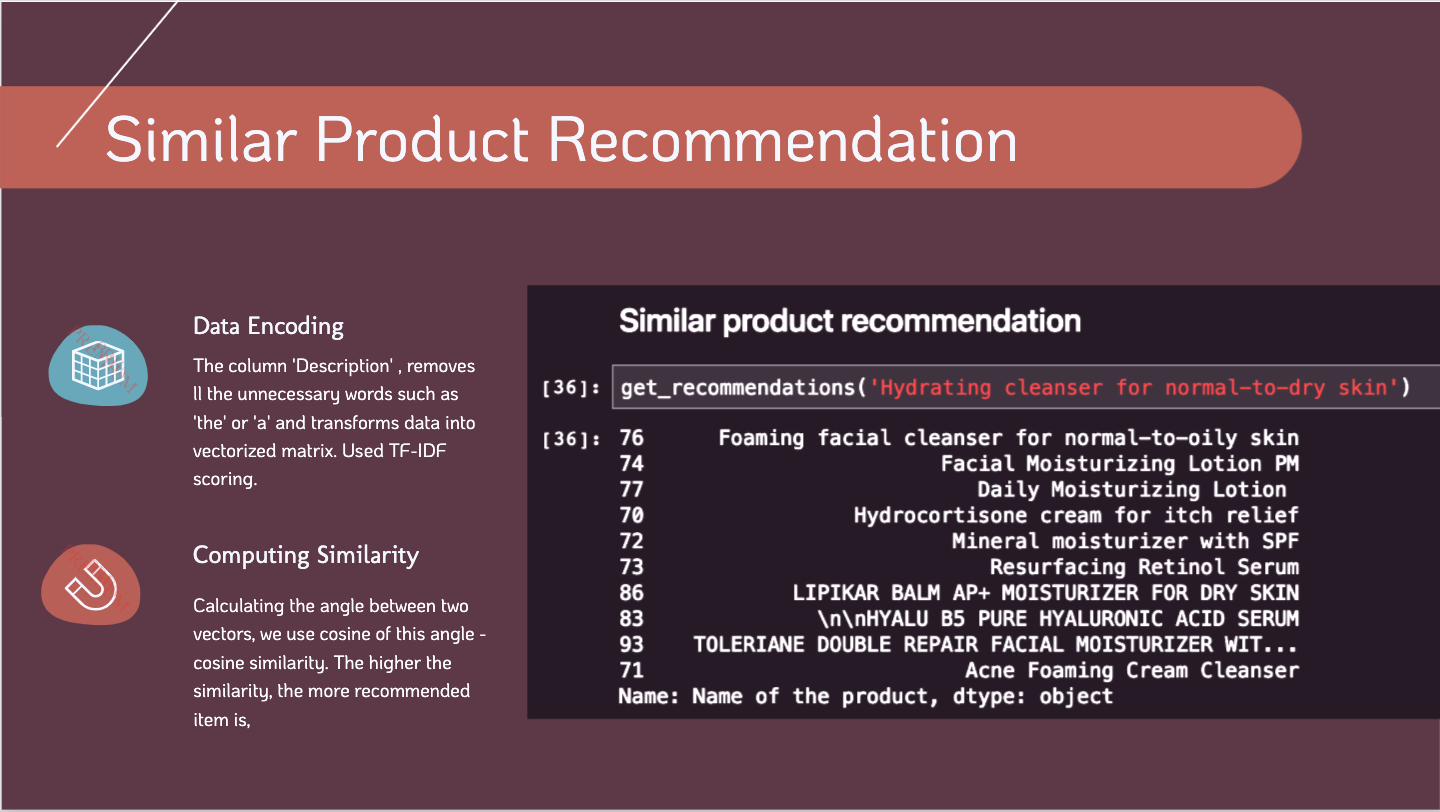 Similar Product Recommendation
Data Encoding
The column 'Description' , removes
ll the unnecessary words such as
'the' or 'a' and transforms data into
vectorized matrix. Used TF-IDF
scoring.
Computing Similarity
Calculating the angle between two
vectors, we use cosine of this angle -
cosine similarity. The higher the
similarity, the more recommended
item is,
Similar product recommendation
[36]: get_recommendations('Hydrating cleanser for normal-to-dry skin')
[36]: 76 Foaming facial cleanser for normal-to-oily skin
74 Facial Moisturizing Lotion PM
77 Daily Moisturizing Lotion
70 Hydrocortisone cream for itch relief
72 Mineral moisturizer with SPF
73 Resurfacing Retinol Serum
86 LIPIKAR BALM AP+ MOISTURIZER FOR DRY SKIN
83 \n\nHYALU B5 PURE HYALURONIC ACID SERUM
93 TOLERIANE DOUBLE REPAIR FACIAL MOISTURIZER WIT...
71 Acne Foaming Cream Cleanser
Name: Name of the product, dtype: object